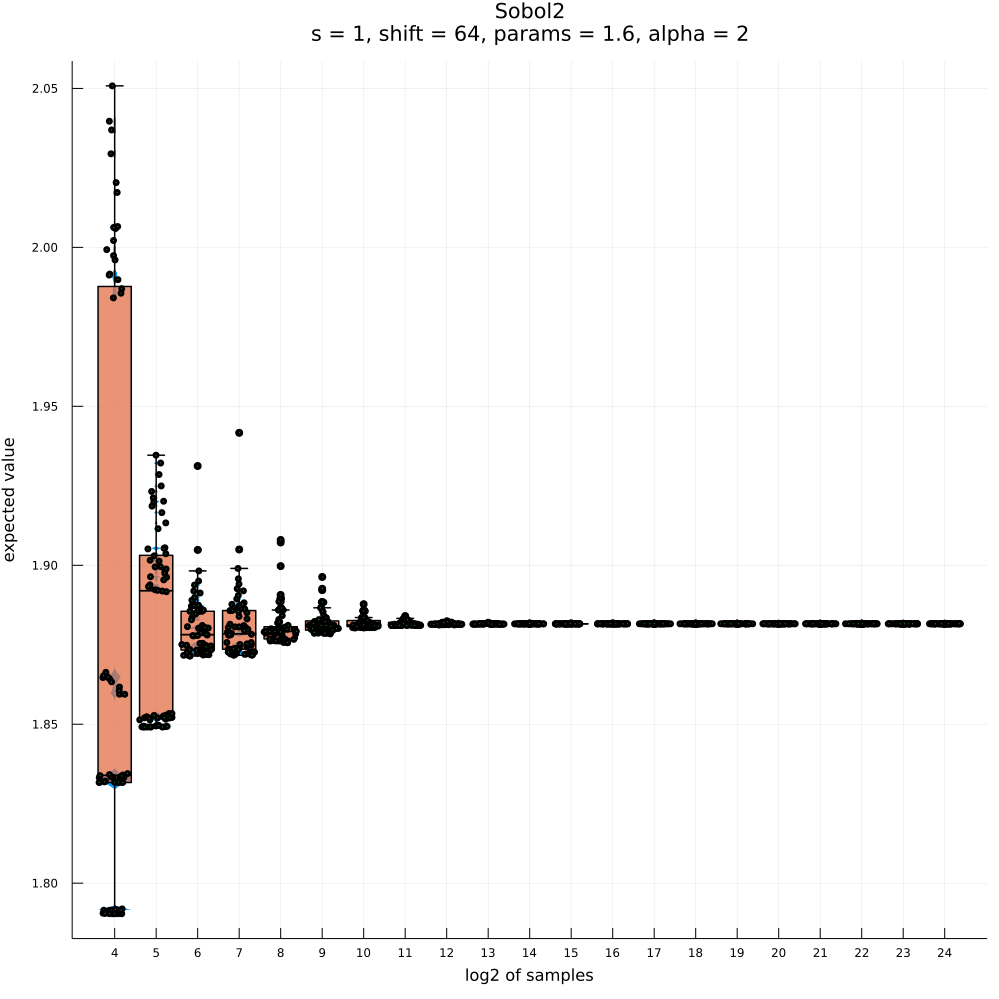 Sobol2
s = 1, shift = 64, params = 1.6, alpha = 2
expected value
2.05
2.00
1.95
1.90
1.85
1.80
4 5 6 7 8 9 10 11 12 13 14 15 16 17 18 19 20 21 22 23 24
log2 of samples